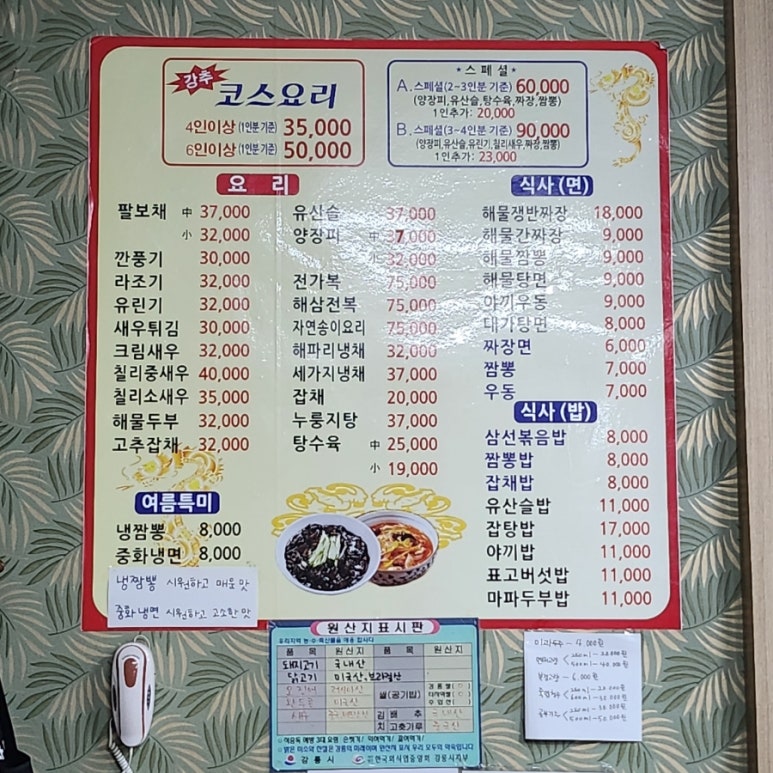 강추
코스요리
4인이상 (1인분 기준) 35,000
6인이상 (1인분 기준) 50,000
* 스페셜 *
A. 스페셜(2~3인분 기준) 60,000
(양장피,유산슬,탕수육,짜장,짬뽕)
1인추가: 20,000
B. 스페셜(3~4인분 기준) 90,000
(양장피,유산슬,유린기,칠리새우,짜장,짬뽕)
1인추가: 23,000
요 리
팔보채 中 37,000
小 32,000
깐풍기 30,000
라조기 32,000
유린기 32,000
새우튀김 30,000
크림새우 32,000
칠리중새우 40,000
칠리소새우 35,000
해물두부 32,000
고추잡채 32,000
유산슬 37,000
양장피 中 37,000
小 32,000
전가복 75,000
해삼전복 75,000
자연송이요리 75,000
해파리냉채 32,000
세가지냉채 37,000
잡채 20,000
누룽지탕 37,000
탕수육 中 25,000
小 19,000
식사(면)
해물쟁반짜장 18,000
해물간짜장 9,000
해물짬뽕 9,000
해물탕면 9,000
야끼우동 9,000
대가탕면 8,000
짜장면 6,000
짬뽕 7,000
우동 7,000
식사(밥)
삼선볶음밥 8,000
짬뽕밥 8,000
잡채밥 8,000
유산슬밥 11,000
잡탕밥 17,000
야끼밥 11,000
표고버섯밥 11,000
마파두부밥 11,000
여름특미
냉짬뽕 8,000
중화냉면 8,000
냉짬뽕 시원하고 매운맛
중화냉면 시원하고 고소한 맛
원산지표시판
품 목 원산지 품 목 원산지
돼지고기 국내산
닭고기 미국산,브라질산
쌀(공기밥)
김치 배추
고춧가루
강릉시